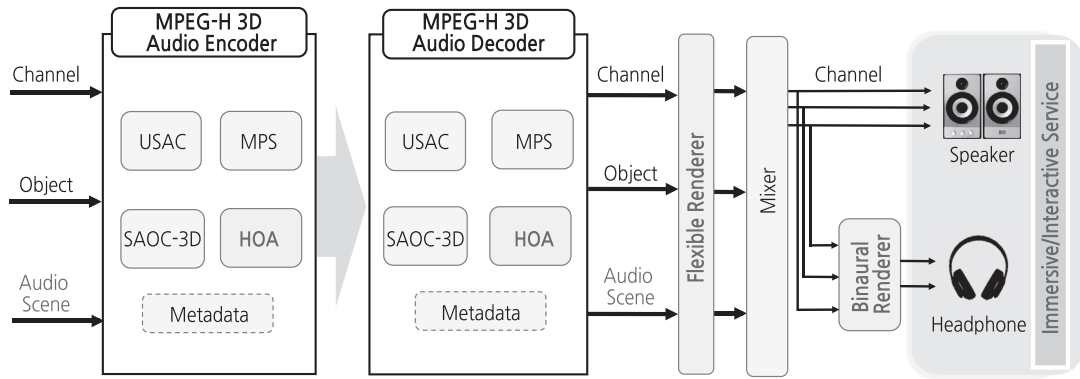 MPEG-H 3D
Audio Encoder
Channel
Object
Audio
Scene
USAC
MPS
SAOC-3D
HOA
Metadata
MPEG-H 3D
Audio Decoder
USAC
MPS
SAOC-3D
HOA
Metadata
Channel
Object
Audio
Scene
Flexible Renderer
Mixer
Channel
Binaural
Renderer
Speaker
Headphone
Immersive/Interactive Service